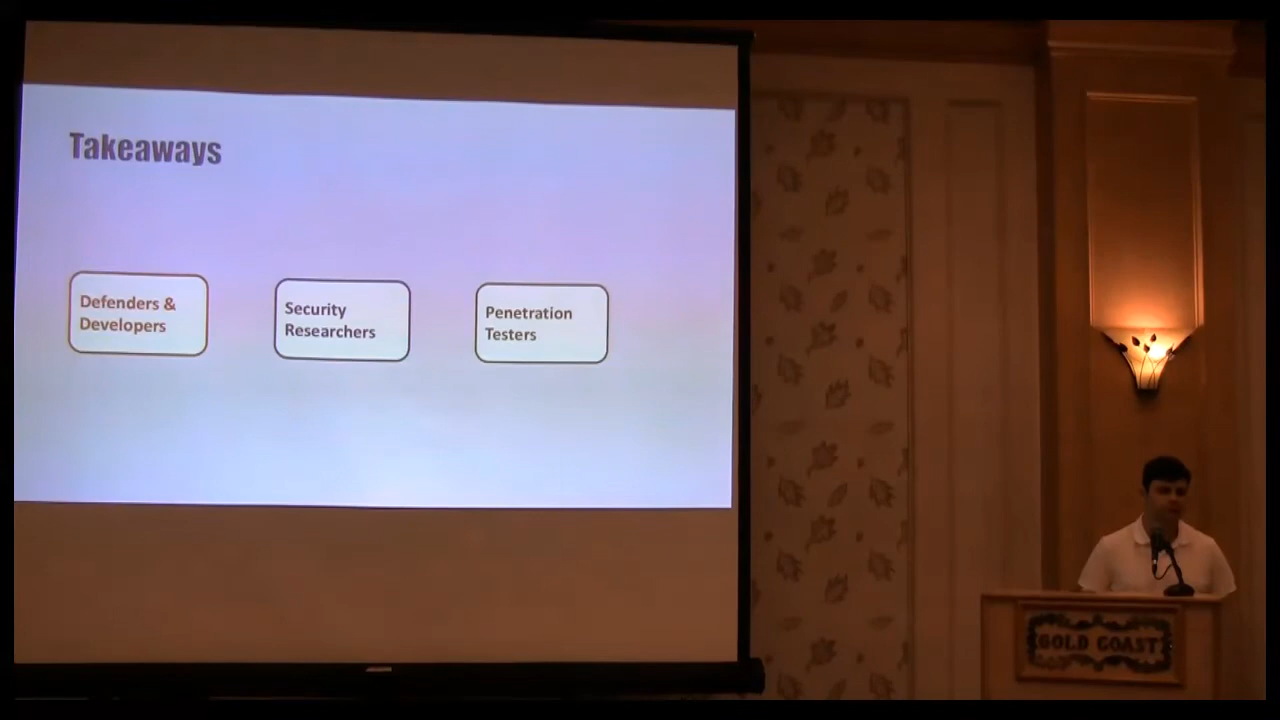 Takeaways
Defenders &
Developers
Security
Researchers
Penetration
Testers
GOLD COAST